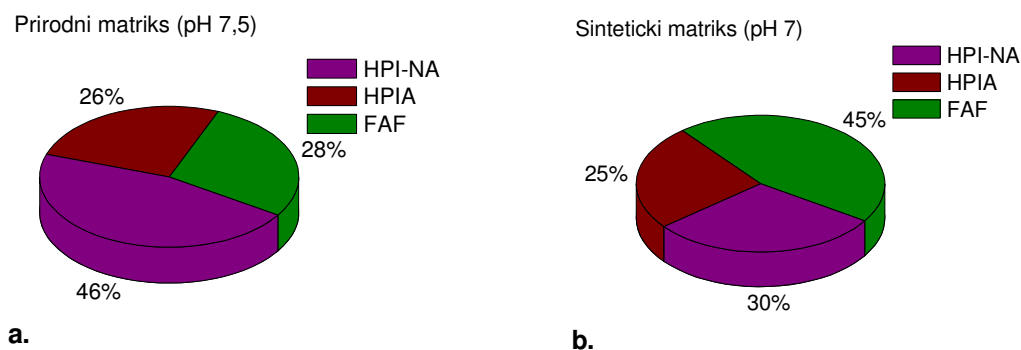 Prirodni matriks (pH 7,5)
HPI-NA
HPIA
FAF
26%
28%
46%
a.
Sinteticki matriks (pH 7)
HPI-NA
HPIA
FAF
45%
25%
30%
b.